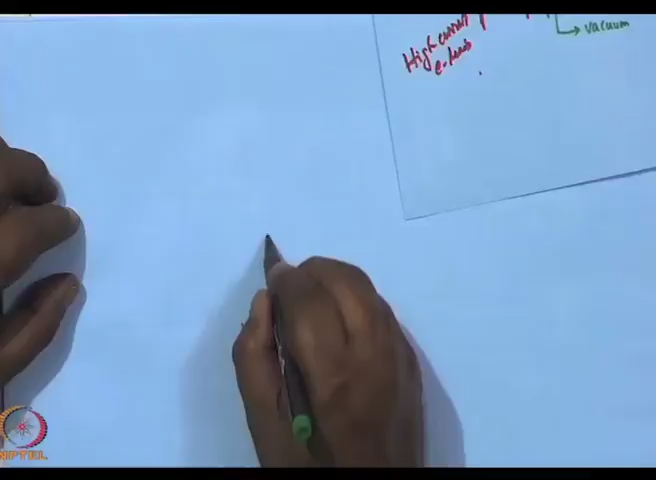 High current
e-beam
→ vacuum
NPTEL